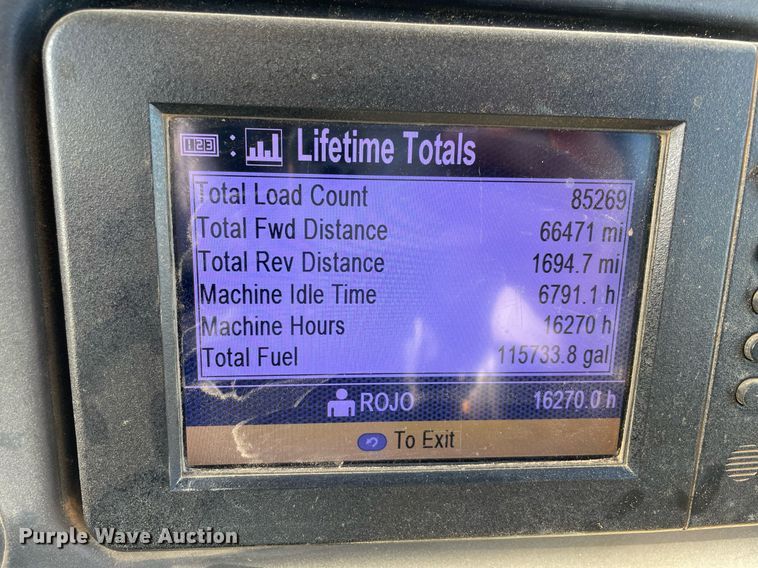 123 : Lifetime Totals
Total Load Count 85269
Total Fwd Distance 66471 mi
Total Rev Distance 1694.7 mi
Machine Idle Time 6791.1 h
Machine Hours 16270 h
Total Fuel 115733.8 gal
ROJO 16270.0 h
To Exit
Purple Wave Auction